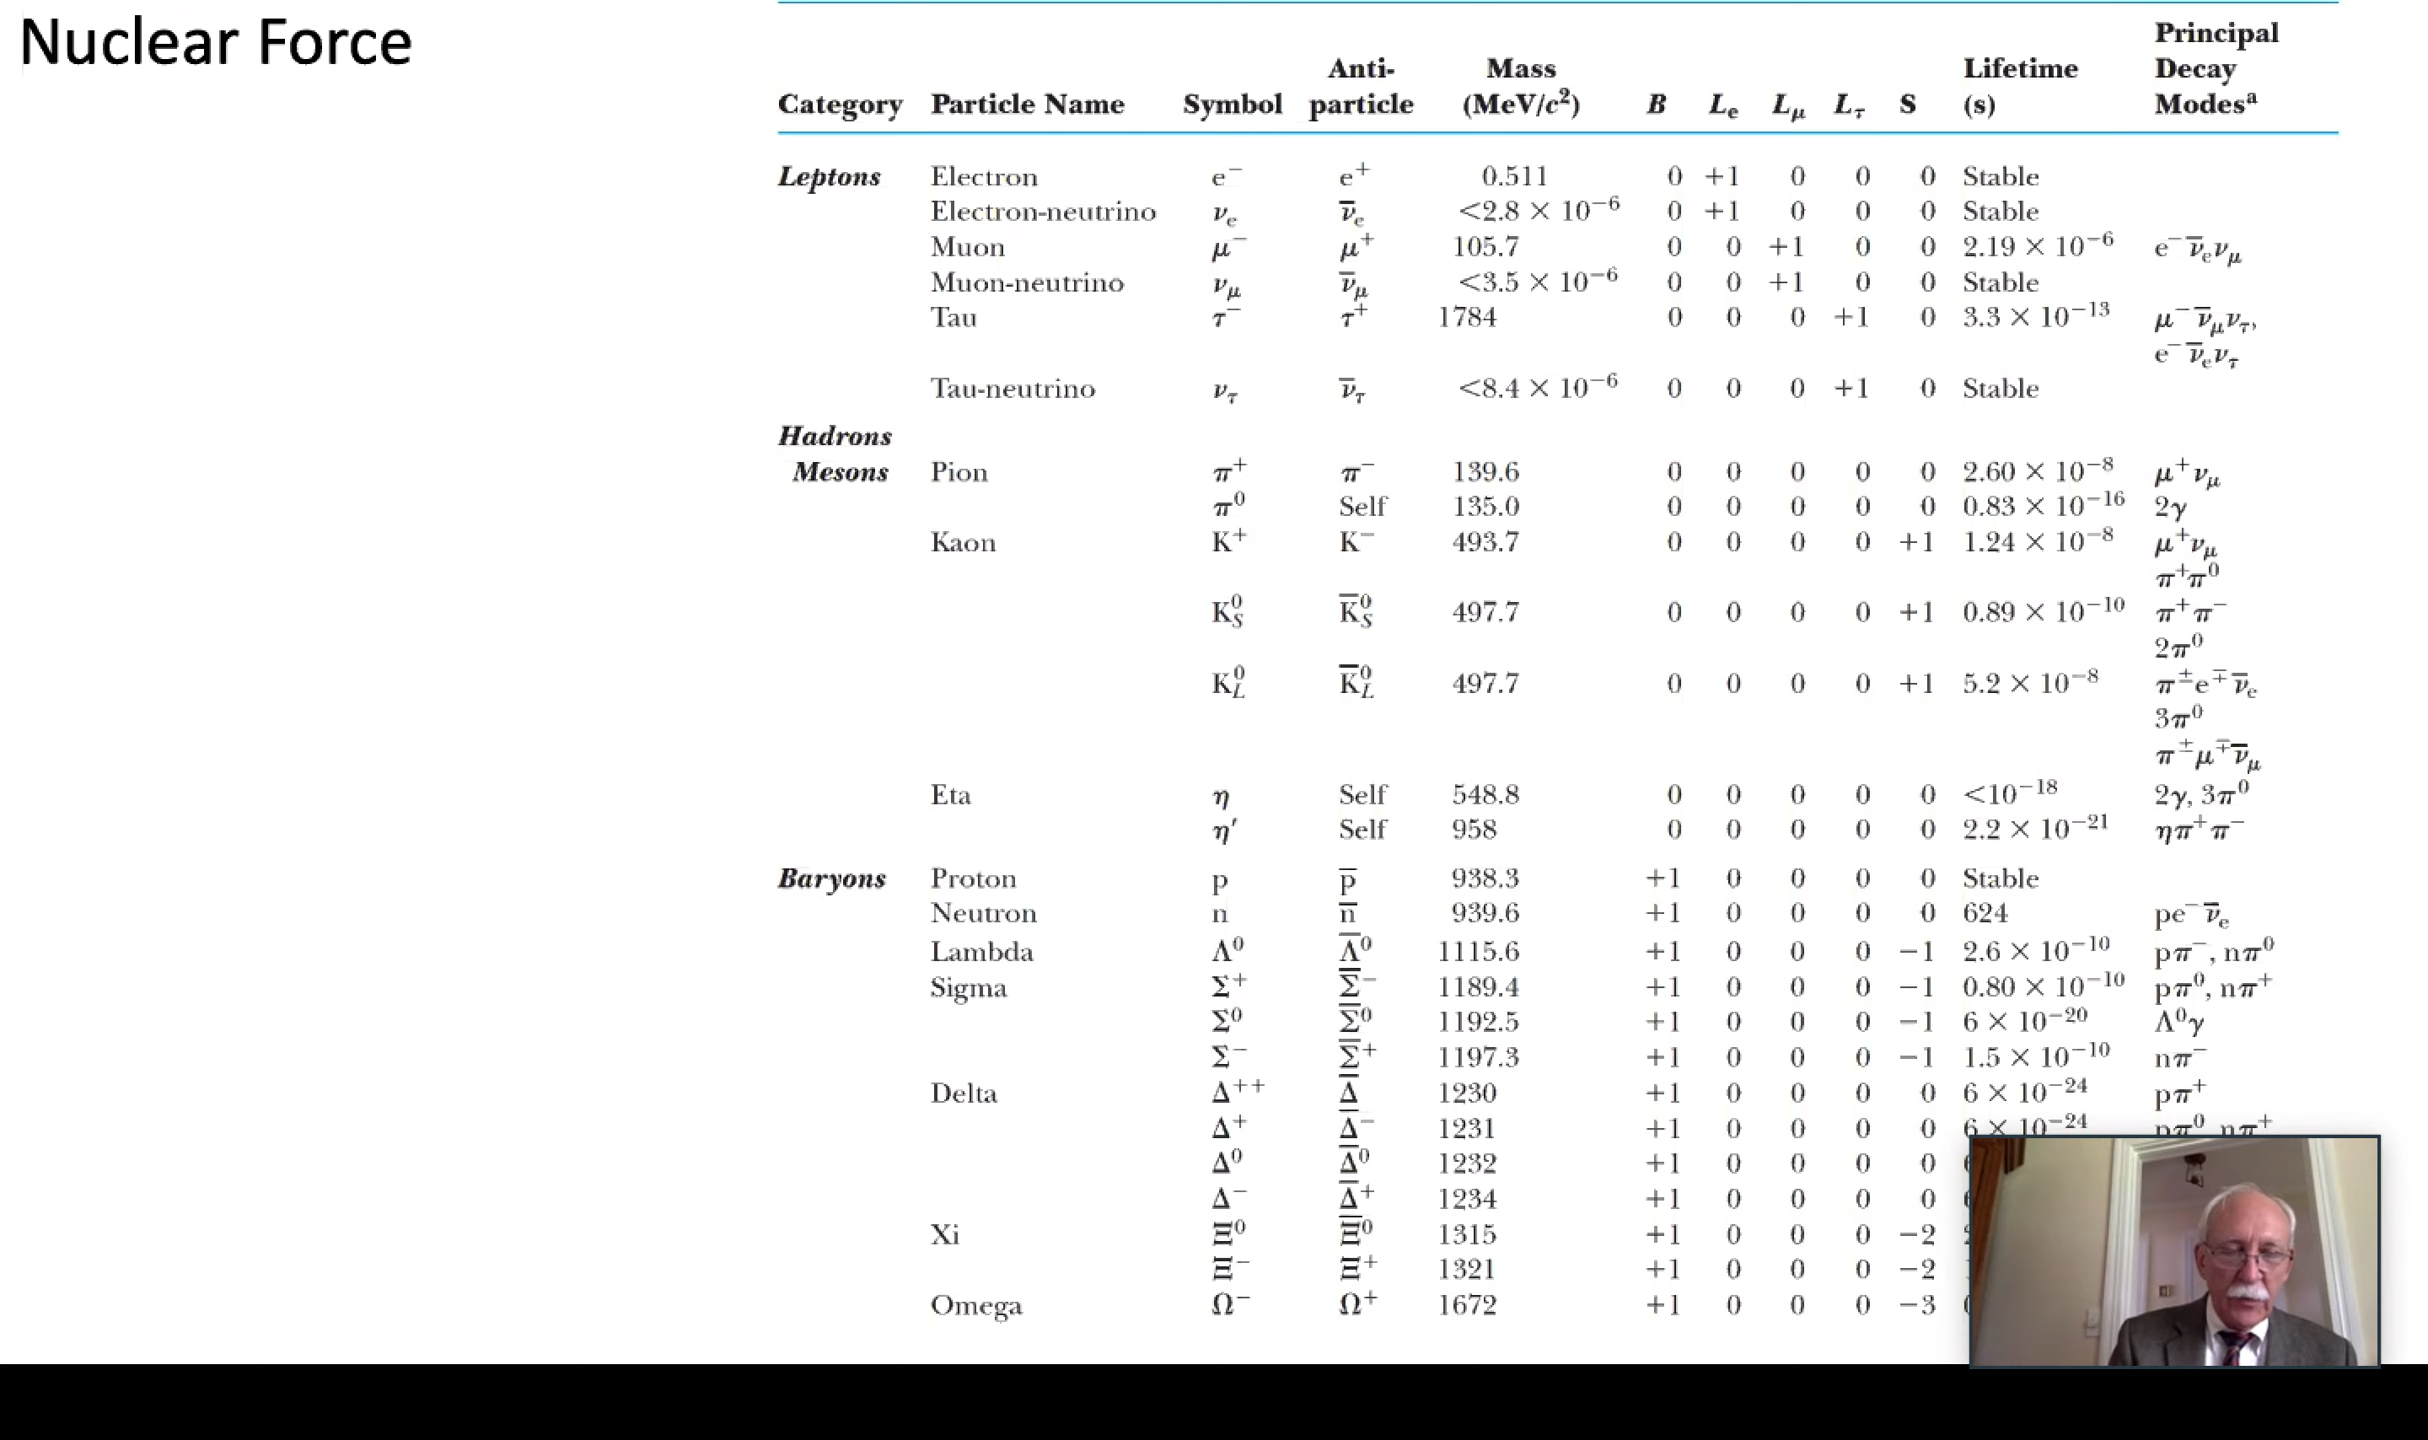 Nuclear Force
Category Particle Name Symbol Anti-particle Mass (MeV/c²) B Lₑ L_μ L_τ S Lifetime (s) Principal Decay Modesᵃ
Leptons Electron e⁻ e⁺ 0.511 0 +1 0 0 0 Stable
Electron-neutrino νₑ ν̅ₑ <2.8 × 10⁻⁶ 0 +1 0 0 0 Stable
Muon μ⁻ μ⁺ 105.7 0 0 +1 0 0 2.19 × 10⁻⁶ e⁻ν̅ₑν_μ
Muon-neutrino ν_μ ν̅_μ <3.5 × 10⁻⁶ 0 0 +1 0 0 Stable
Tau τ⁻ τ⁺ 1784 0 0 0 +1 0 3.3 × 10⁻¹³ μ⁻ν̅_μν_τ,
e⁻ν̅ₑν_τ
Tau-neutrino ν_τ ν̅_τ <8.4 × 10⁻⁶ 0 0 0 +1 0 Stable
Hadrons
Mesons Pion π⁺ π⁻ 139.6 0 0 0 0 0 2.60 × 10⁻⁸ μ⁺ν_μ
π⁰ Self 135.0 0 0 0 0 0 0.83 × 10⁻¹⁶ 2γ
Kaon K⁺ K⁻ 493.7 0 0 0 0 +1 1.24 × 10⁻⁸ μ⁺ν_μ
π⁺π⁰
K⁰_S K̅⁰_S 497.7 0 0 0 0 +1 0.89 × 10⁻¹⁰ π⁺π⁻
2π⁰
K⁰_L K̅⁰_L 497.7 0 0 0 0 +1 5.2 × 10⁻⁸ π±e∓ν̅ₑ
3π⁰
π±μ∓ν̅_μ
Eta η Self 548.8 0 0 0 0 0 <10⁻¹⁸ 2γ, 3π⁰
η′ Self 958 0 0 0 0 0 2.2 × 10⁻²¹ ηπ⁺π⁻
Baryons Proton p p̅ 938.3 +1 0 0 0 0 Stable
Neutron n n̅ 939.6 +1 0 0 0 0 624 pe⁻ν̅ₑ
Lambda Λ⁰ Λ̅⁰ 1115.6 +1 0 0 0 −1 2.6 × 10⁻¹⁰ pπ⁻, nπ⁰
Sigma Σ⁺ Σ̅⁻ 1189.4 +1 0 0 0 −1 0.80 × 10⁻¹⁰ pπ⁰, nπ⁺
Σ⁰ Σ̅⁰ 1192.5 +1 0 0 0 −1 6 × 10⁻²⁰ Λ⁰γ
Σ⁻ Σ̅⁺ 1197.3 +1 0 0 0 −1 1.5 × 10⁻¹⁰ nπ⁻
Delta Δ⁺⁺ Δ̅ 1230 +1 0 0 0 0 6 × 10⁻²⁴ pπ⁺
Δ⁺ Δ̅⁻ 1231 +1 0 0 0 0 6 × 10⁻²⁴ pπ⁰, nπ⁺
Δ⁰ Δ̅⁰ 1232 +1 0 0 0 0
Δ⁻ Δ̅⁺ 1234 +1 0 0 0 0
Xi Ξ⁰ Ξ̅⁰ 1315 +1 0 0 0 −2
Ξ⁻ Ξ⁺ 1321 +1 0 0 0 −2
Omega Ω⁻ Ω⁺ 1672 +1 0 0 0 −3